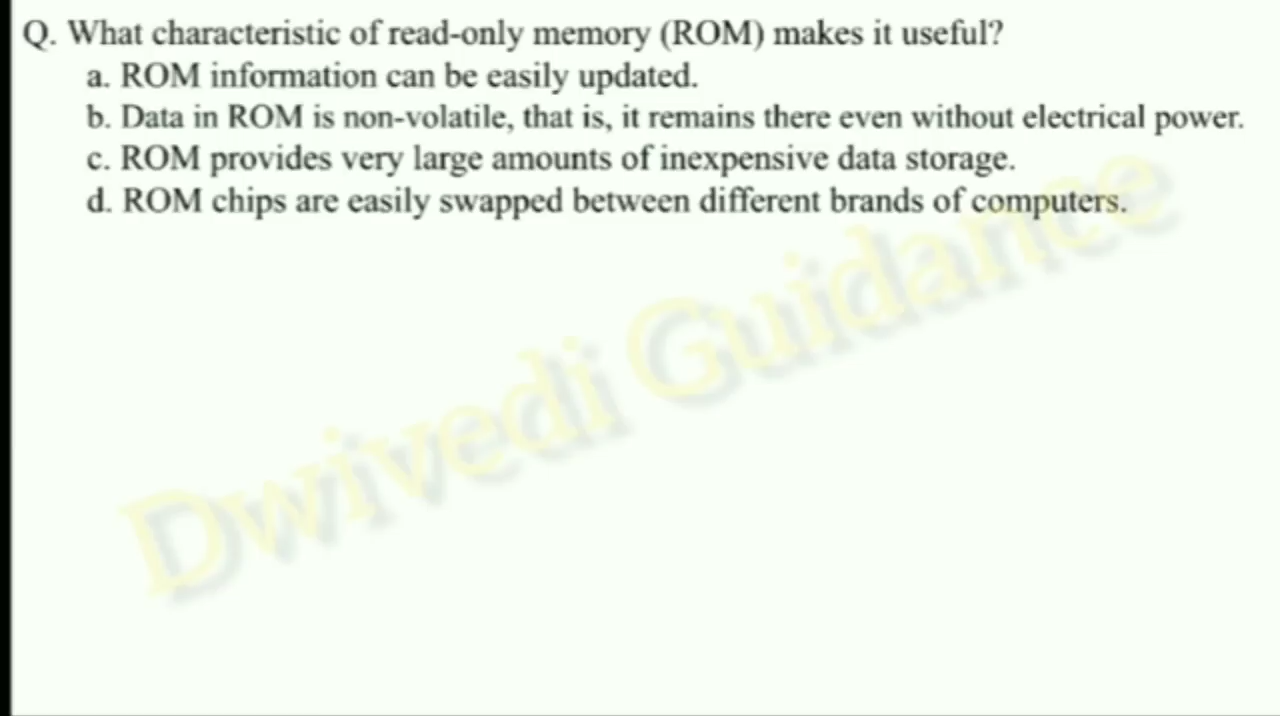 Q. What characteristic of read-only memory (ROM) makes it useful?
a. ROM information can be easily updated.
b. Data in ROM is non-volatile, that is, it remains there even without electrical power.
c. ROM provides very large amounts of inexpensive data storage.
d. ROM chips are easily swapped between different brands of computers.
Dwivedi Guidance